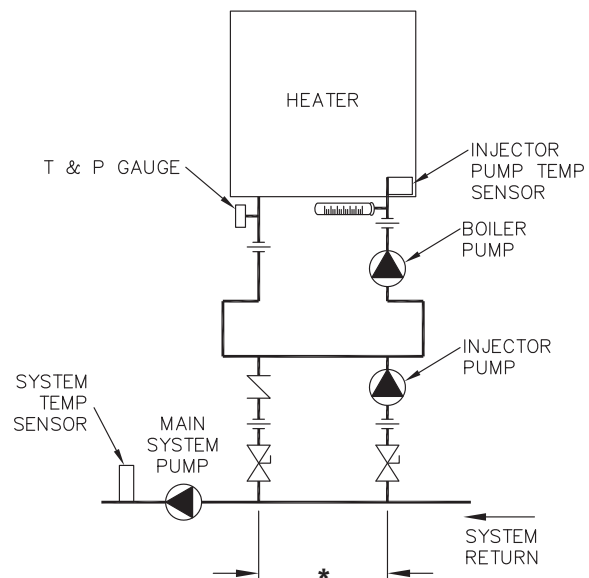 HEATER
T & P GAUGE
INJECTOR
PUMP TEMP
SENSOR
BOILER
PUMP
INJECTOR
PUMP
SYSTEM
TEMP
SENSOR
MAIN
SYSTEM
PUMP
SYSTEM
RETURN
*